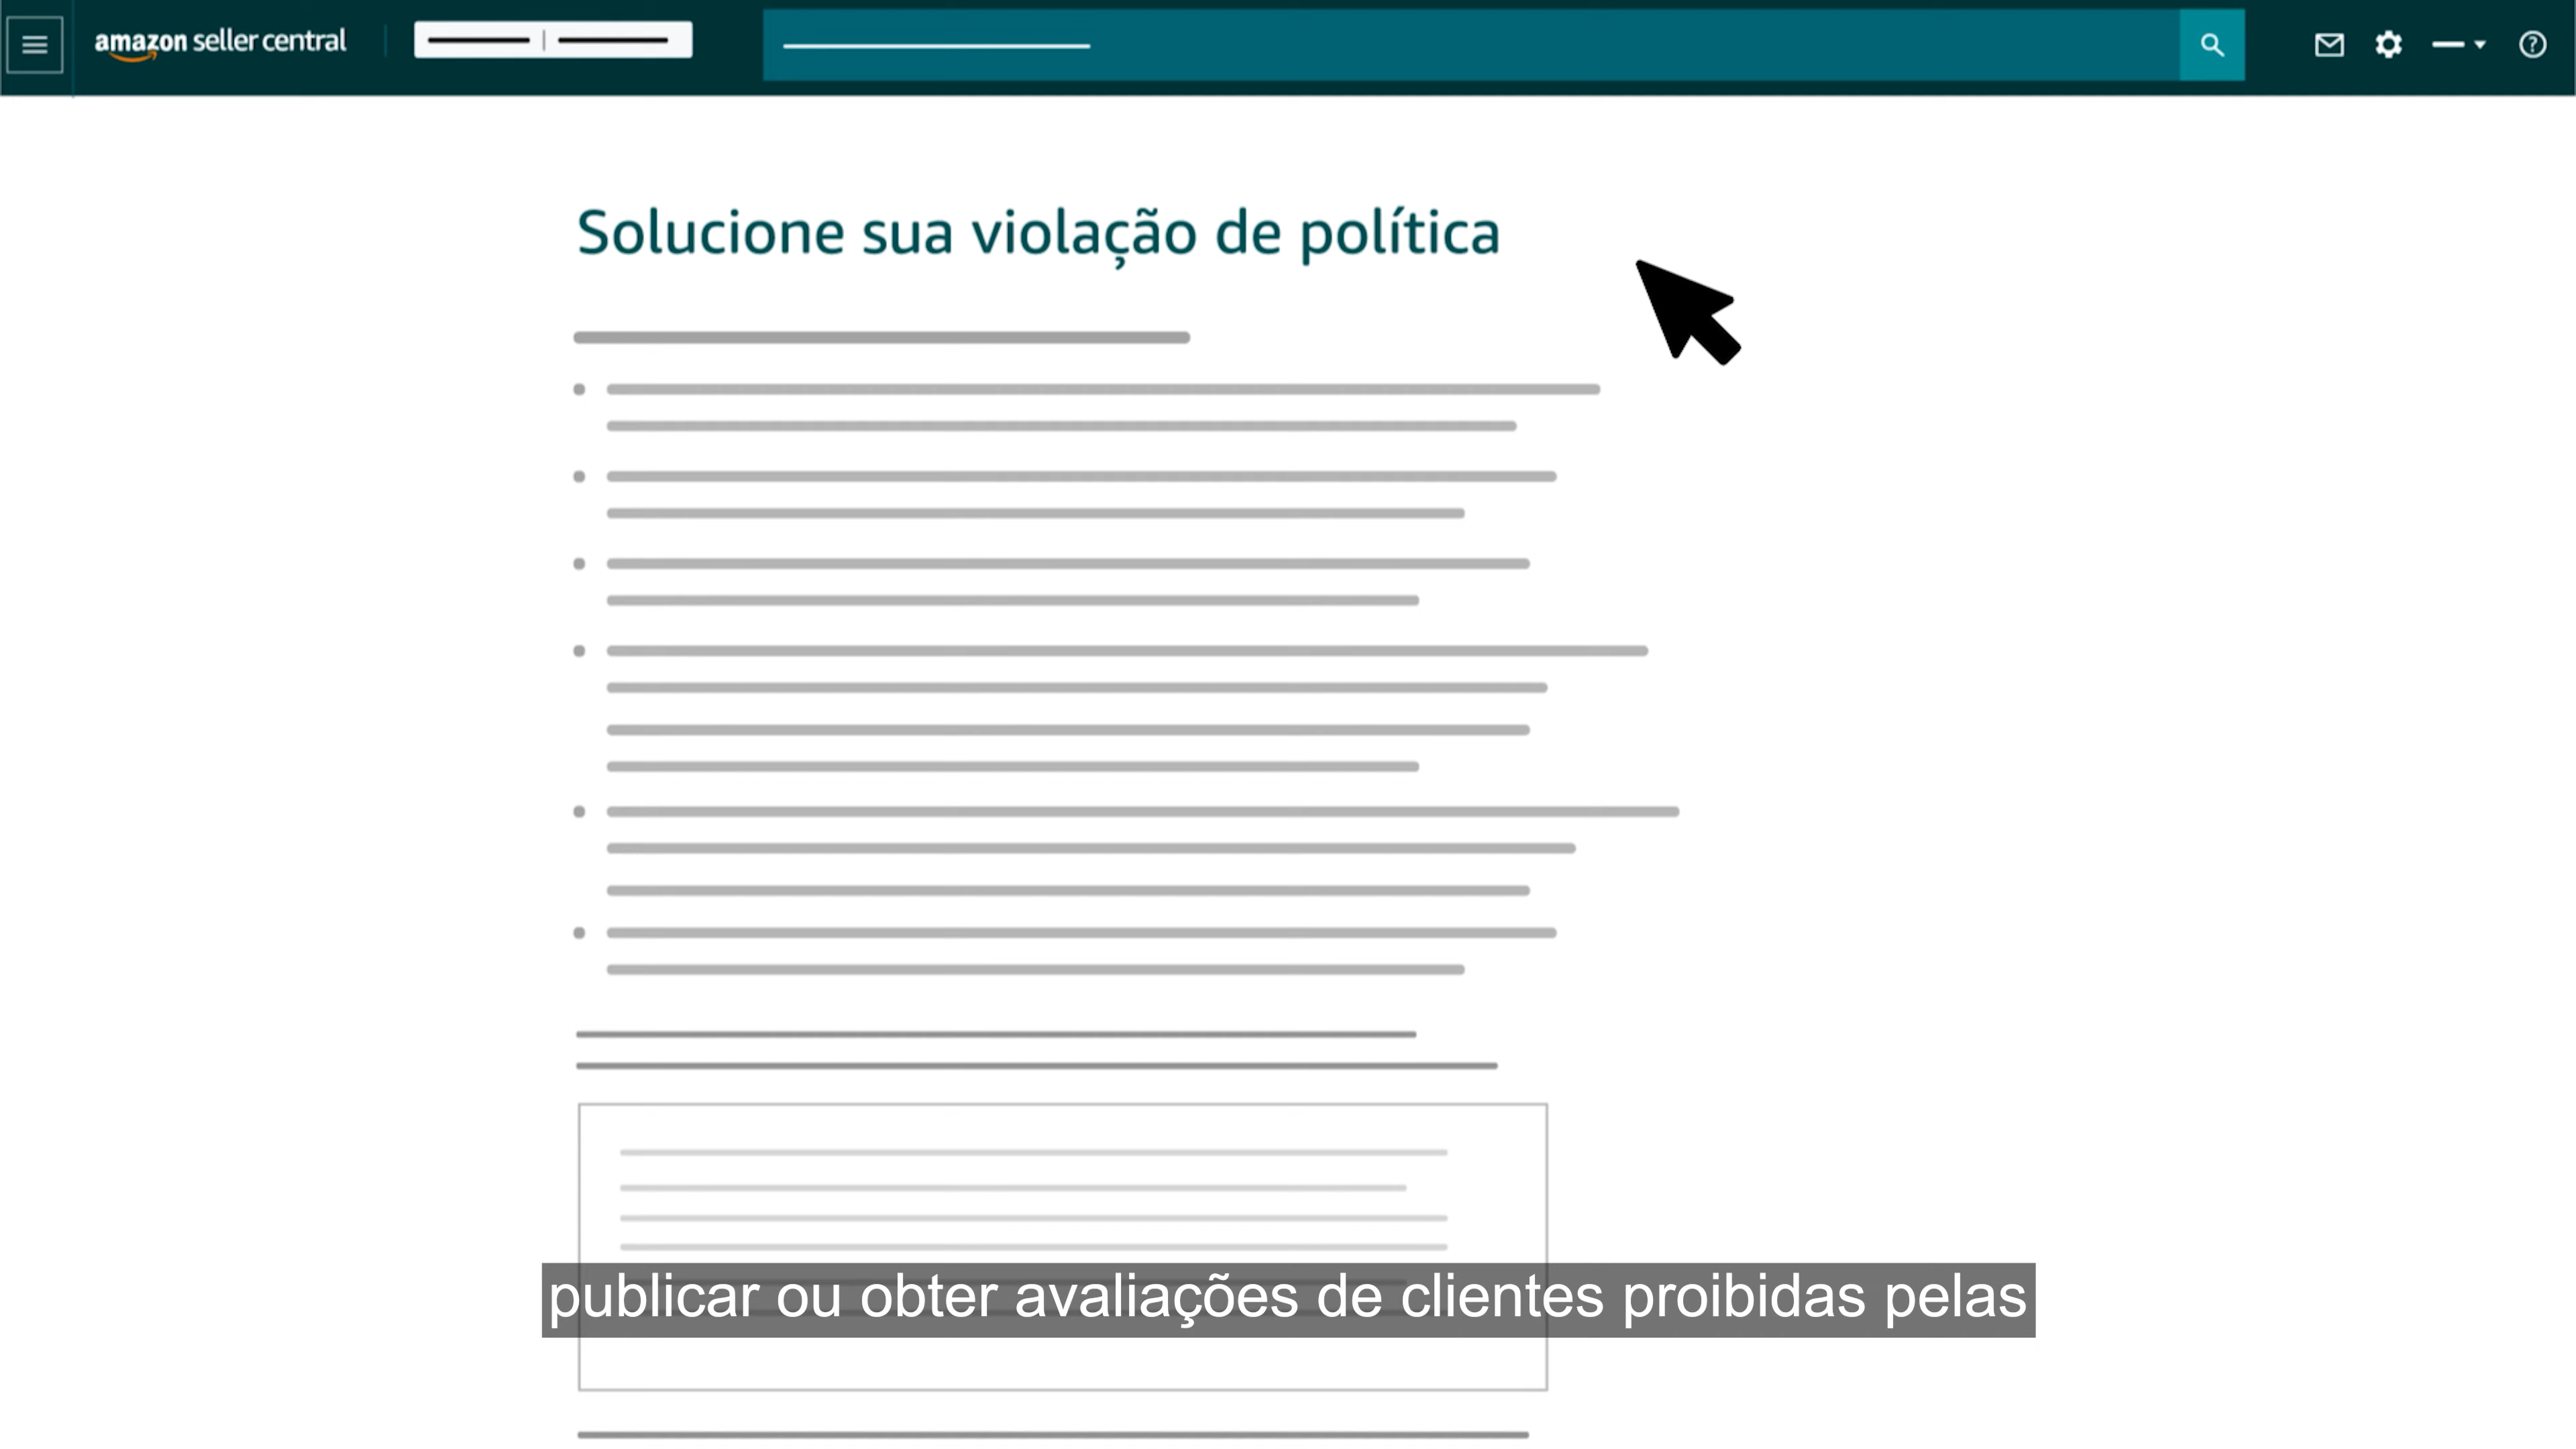 amazon seller central
Solucione sua violação de política
publicar ou obter avaliações de clientes proibidas pelas